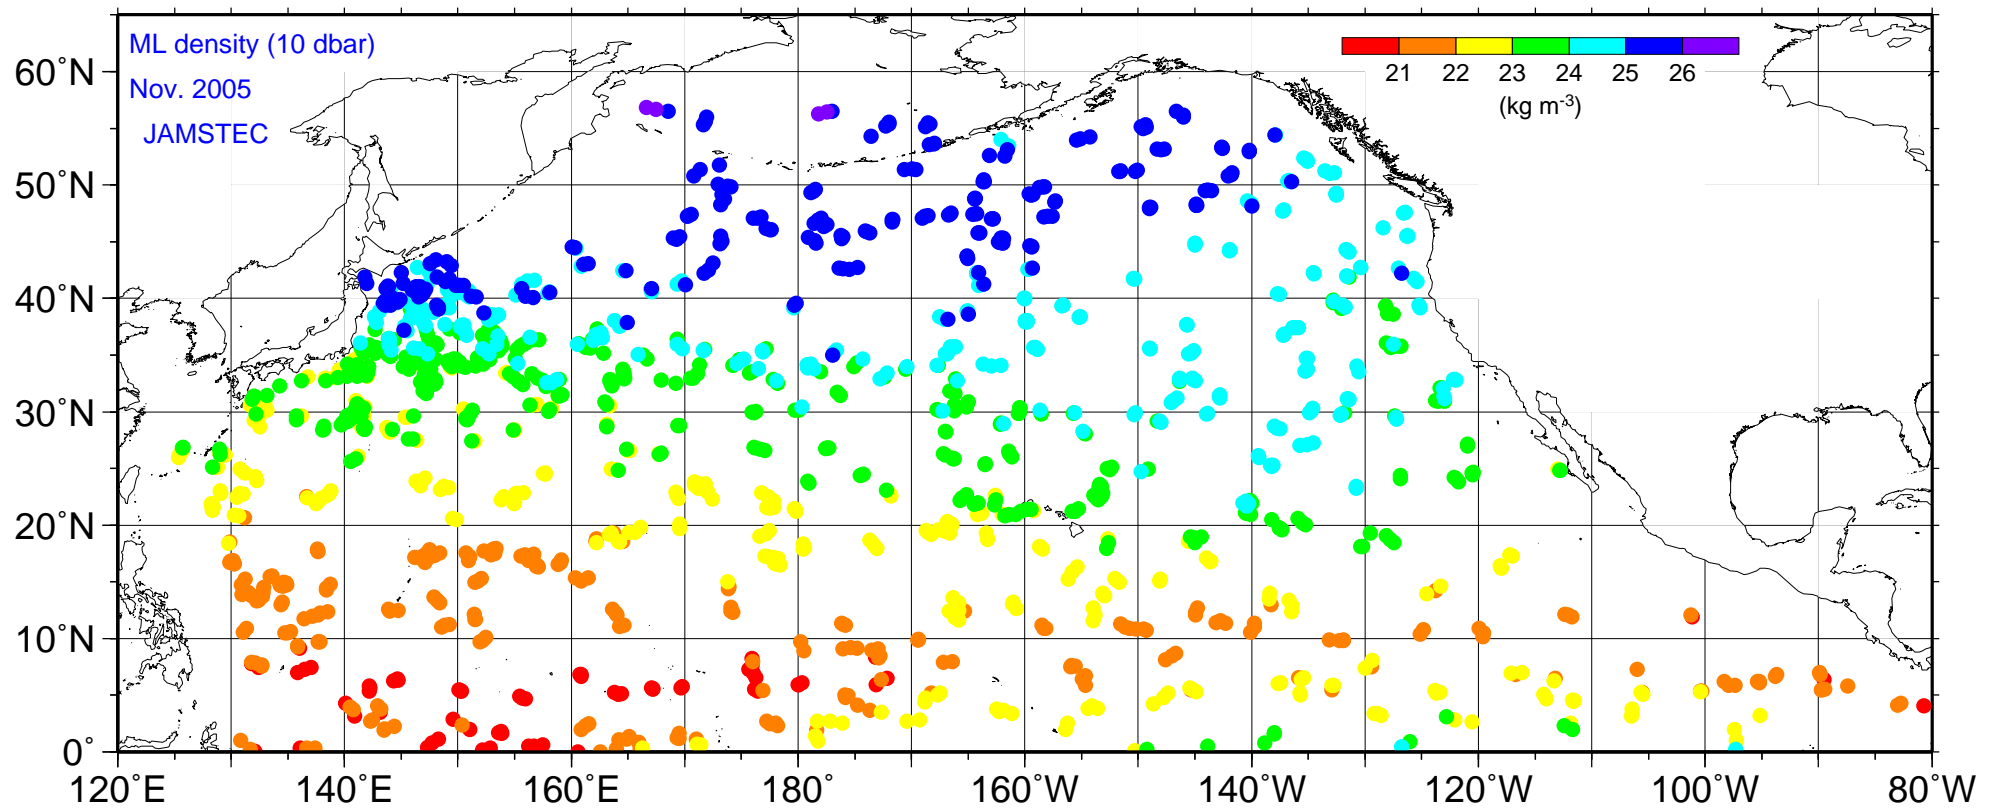 ML density (10 dbar)
Nov. 2005
JAMSTEC
21 22 23 24 25 26
(kg m-3)
60˚N
50˚N
40˚N
30˚N
20˚N
10˚N
0˚
120˚E 140˚E 160˚E 180˚ 160˚W 140˚W 120˚W 100˚W 80˚W